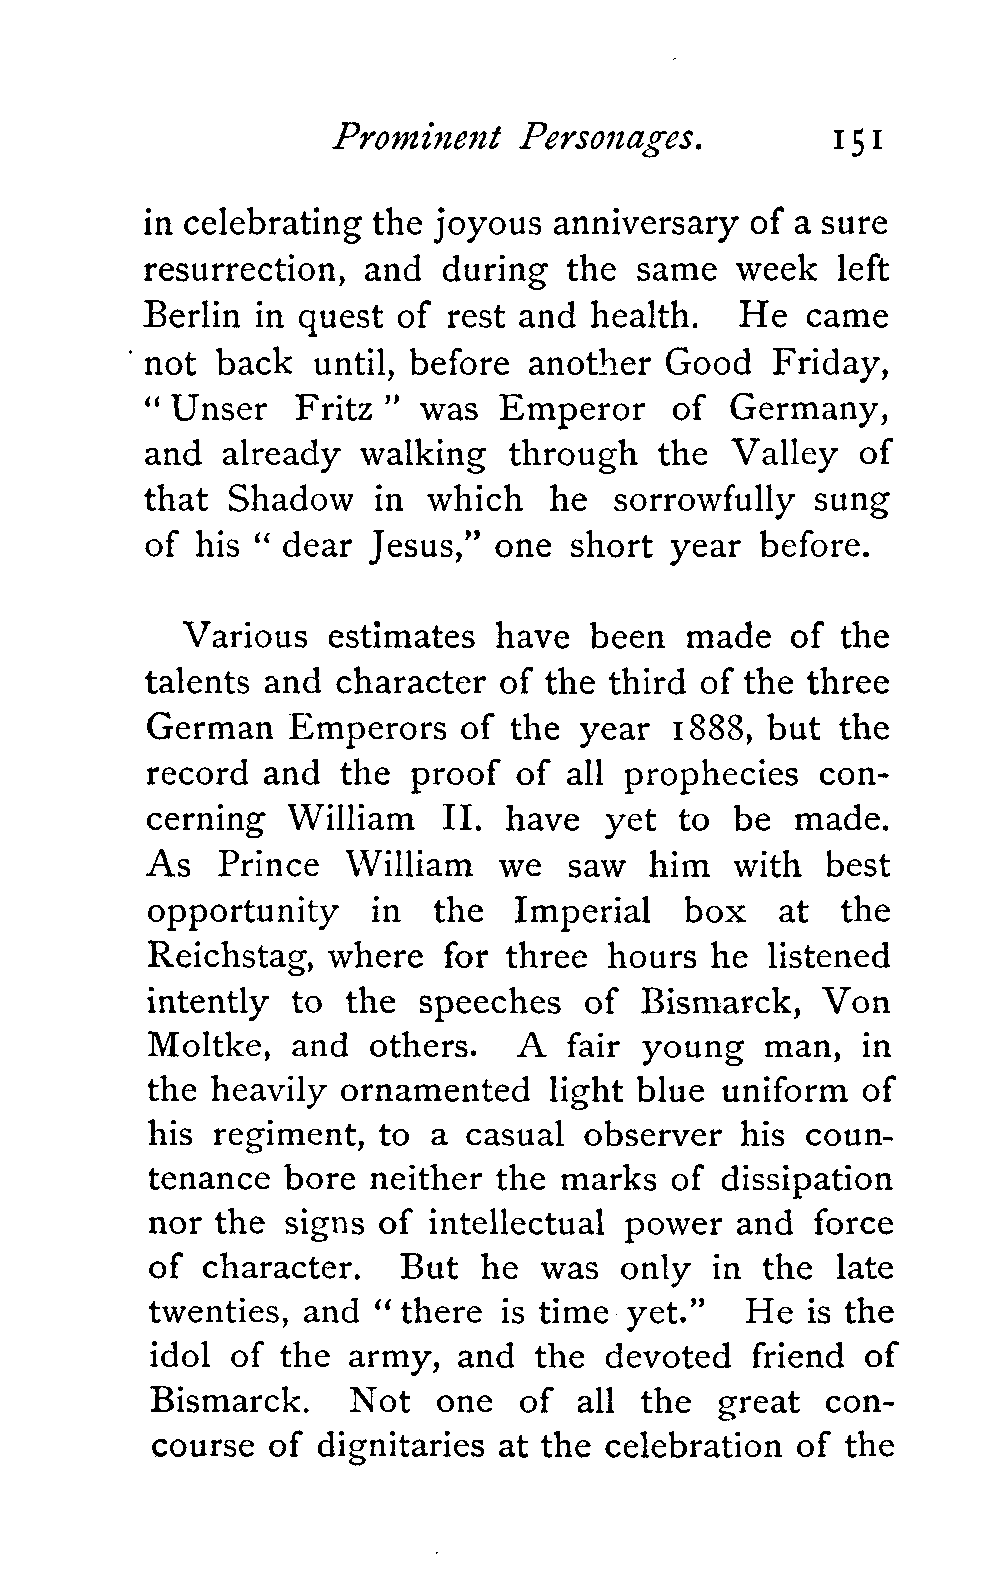 Prominent Personages. 151
in celebrating the joyous anniversary of a sure
resurrection, and during the same week left
Berlin in quest of rest and health. He came
not back until, before another Good Friday,
“ Unser Fritz ” was Emperor of Germany,
and already walking through the Valley of
that Shadow in which he sorrowfully sung
of his “ dear Jesus,” one short year before.
Various estimates have been made of the
talents and character of the third of the three
German Emperors of the year 1888, but the
record and the proof of all prophecies con-
cerning William II. have yet to be made.
As Prince William we saw him with best
opportunity in the Imperial box at the
Reichstag, where for three hours he listened
intently to the speeches of Bismarck, Von
Moltke, and others. A fair young man, in
the heavily ornamented light blue uniform of
his regiment, to a casual observer his coun-
tenance bore neither the marks of dissipation
nor the signs of intellectual power and force
of character. But he was only in the late
twenties, and “ there is time yet.” He is the
idol of the army, and the devoted friend of
Bismarck. Not one of all the great con-
course of dignitaries at the celebration of the